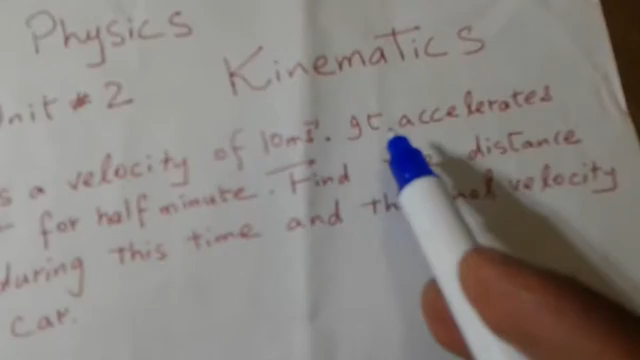 Physics
Unit # 2
Kinematics
s a velocity of 10ms⁻¹. It accelerates
for half minute. Find distance
during this time and velocity
car.